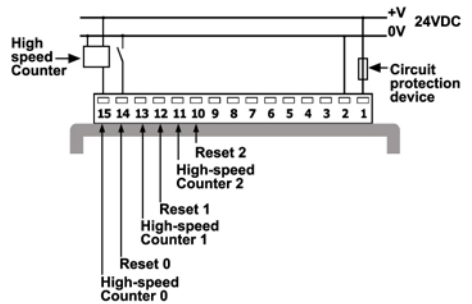 +V
24VDC
0V
High
speed
Counter
Circuit
protection
device
15 14 13 12 11 10 9 8 7 6 5 4 3 2 1
Reset 2
High-speed
Counter 2
Reset 1
High-speed
Counter 1
Reset 0
High-speed
Counter 0